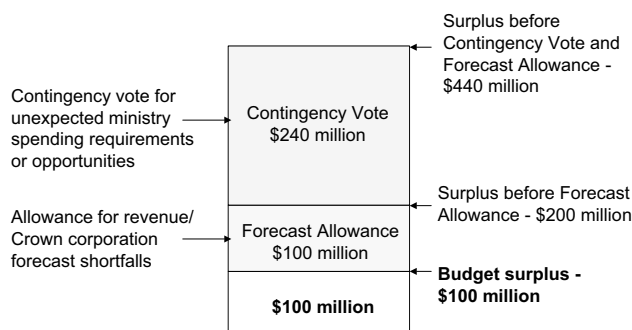 Surplus before
Contingency Vote and
Forecast Allowance -
$440 million
Contingency vote for
unexpected ministry
spending requirements
or opportunities
Contingency Vote
$240 million
Surplus before Forecast
Allowance - $200 million
Allowance for revenue/
Crown corporation
forecast shortfalls
Forecast Allowance
$100 million
Budget surplus -
$100 million
$100 million